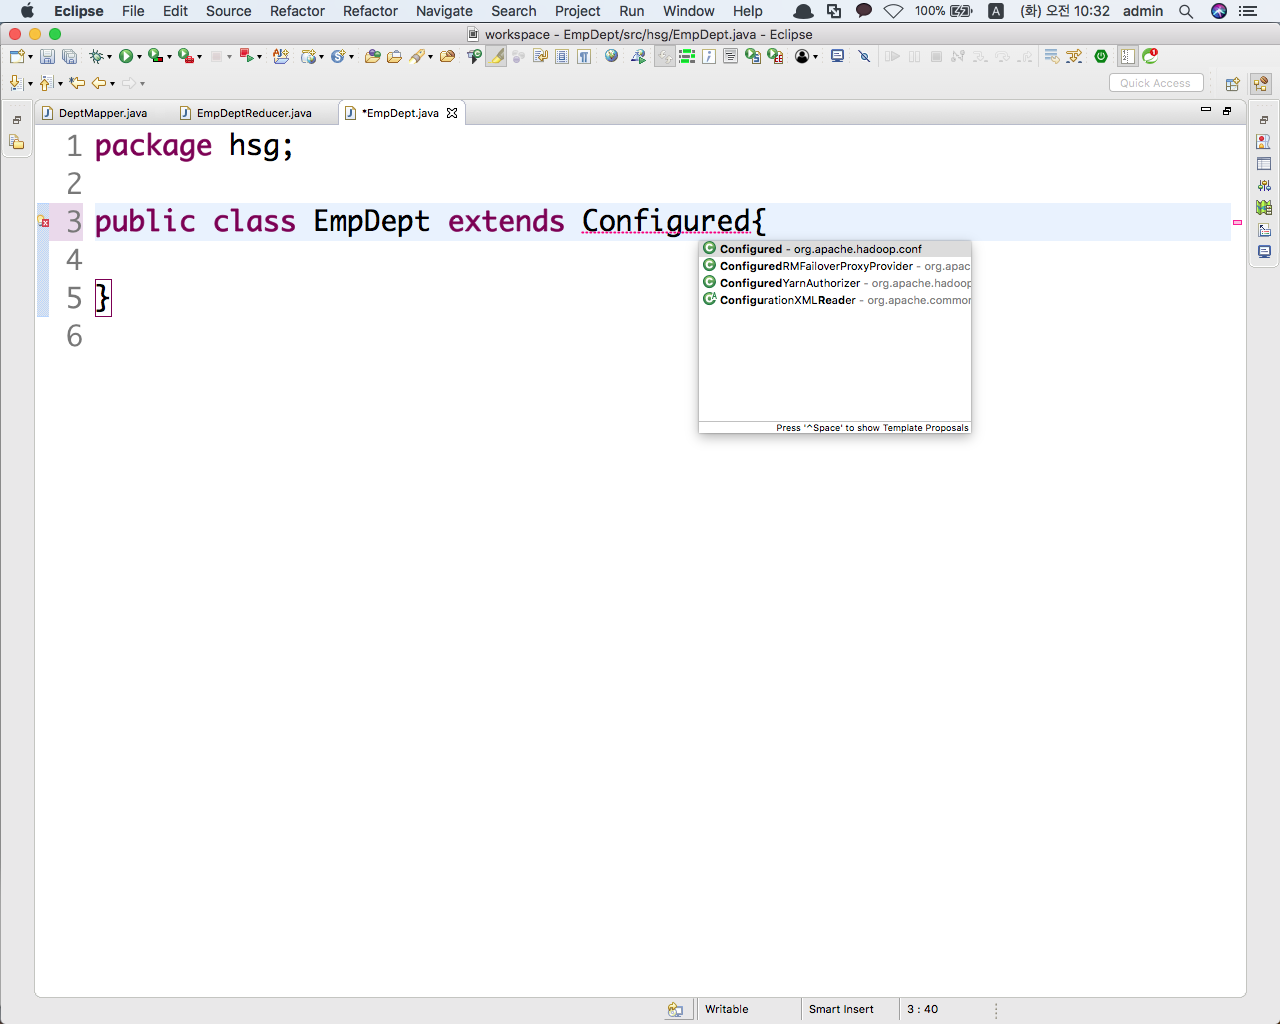 Eclipse File Edit Source Refactor Refactor Navigate Search Project Run Window Help 100% A (화) 오전 10:32 admin
workspace - EmpDept/src/hsg/EmpDept.java - Eclipse
Quick Access
DeptMapper.java EmpDeptReducer.java *EmpDept.java
1 package hsg;
2
3 public class EmpDept extends Configured{
4
5 }
6
Configured - org.apache.hadoop.conf
ConfiguredRMFailoverProxyProvider - org.apac
ConfiguredYarnAuthorizer - org.apache.hadoop
ConfigurationXMLReader - org.apache.common
Press '^Space' to show Template Proposals
Writable Smart Insert 3 : 40